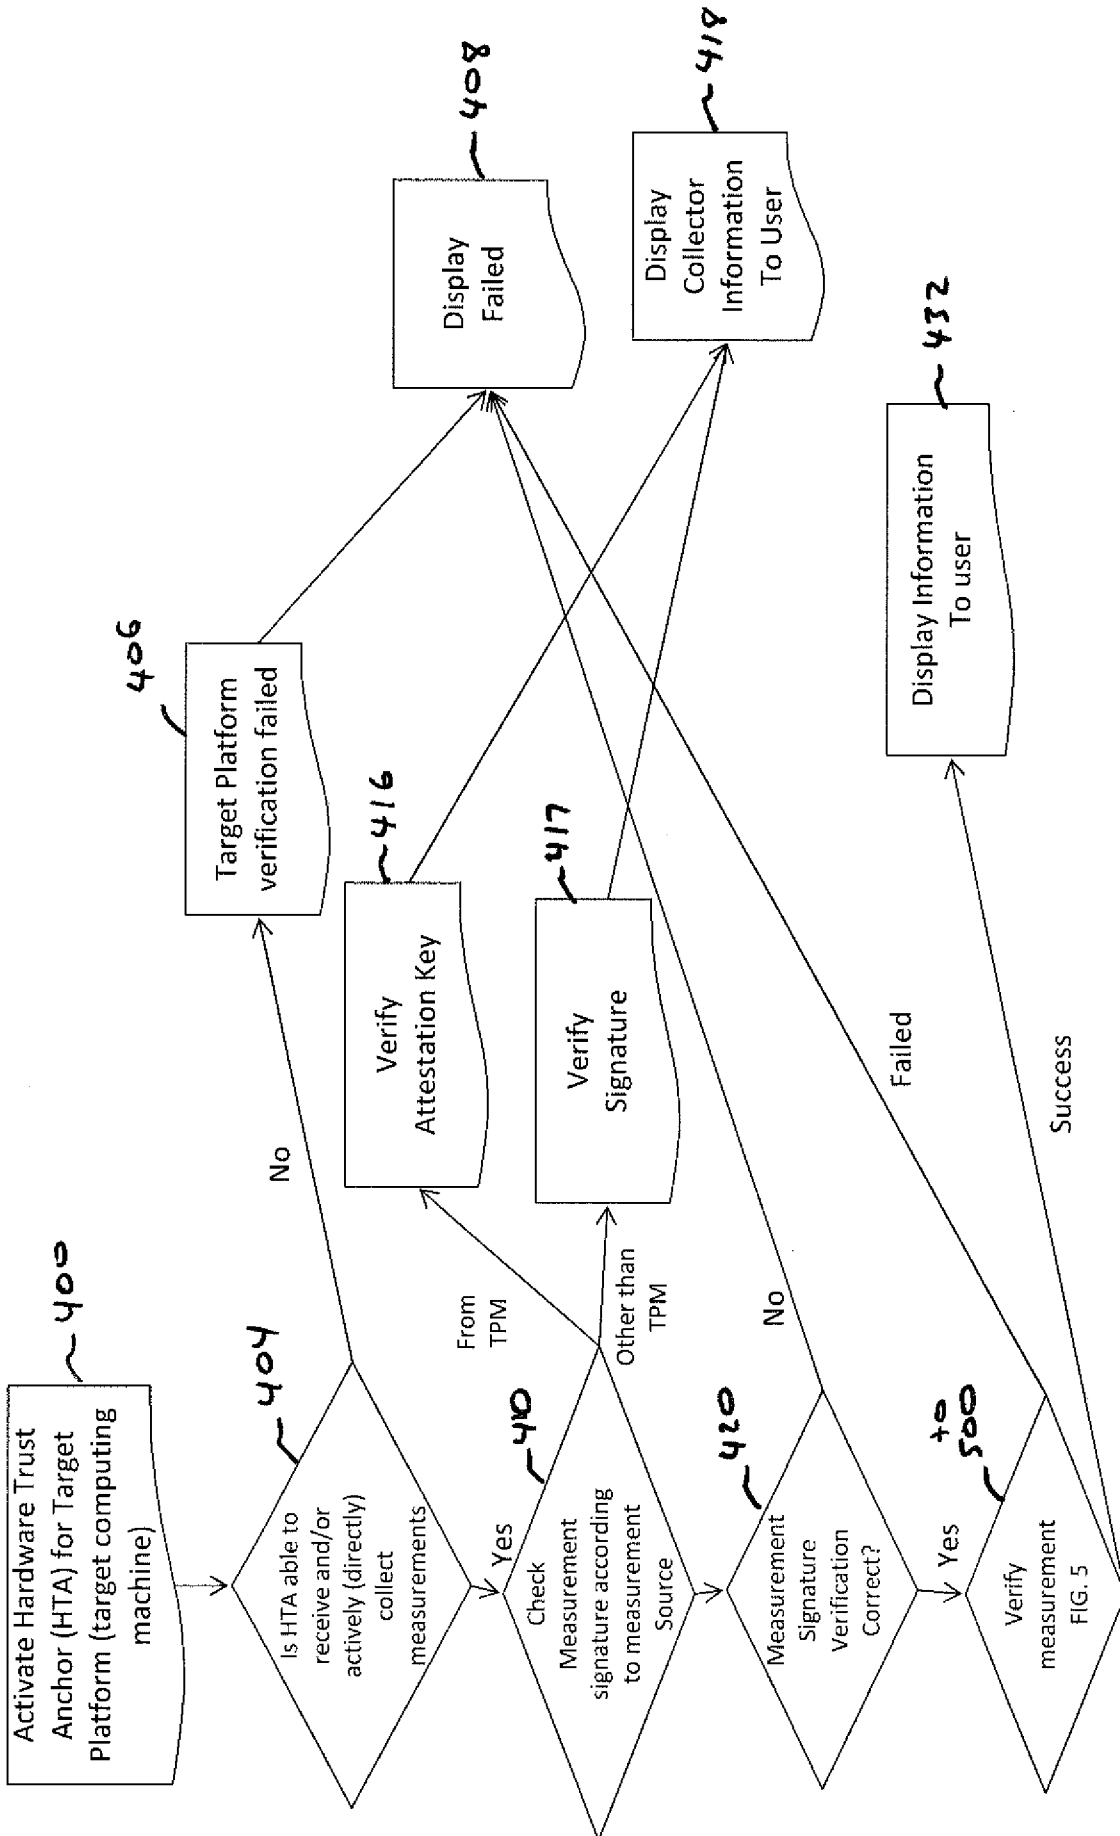 400
Activate Hardware Trust
Anchor (HTA) for Target
Platform (target computing
machine)
404
Is HTA able to
receive and/or
actively (directly)
collect
measurements
No
406
Target Platform
verification failed
408
Display
Failed
Yes
410
Check
Measurement
signature according
to measurement
Source
From
TPM
416
Verify
Attestation Key
Other than
TPM
417
Verify
Signature
418
Display
Collector
Information
To User
420
Measurement
Signature
Verification
Correct?
No
Yes
to
500
Verify
measurement
FIG. 5
Failed
Success
432
Display Information
To user